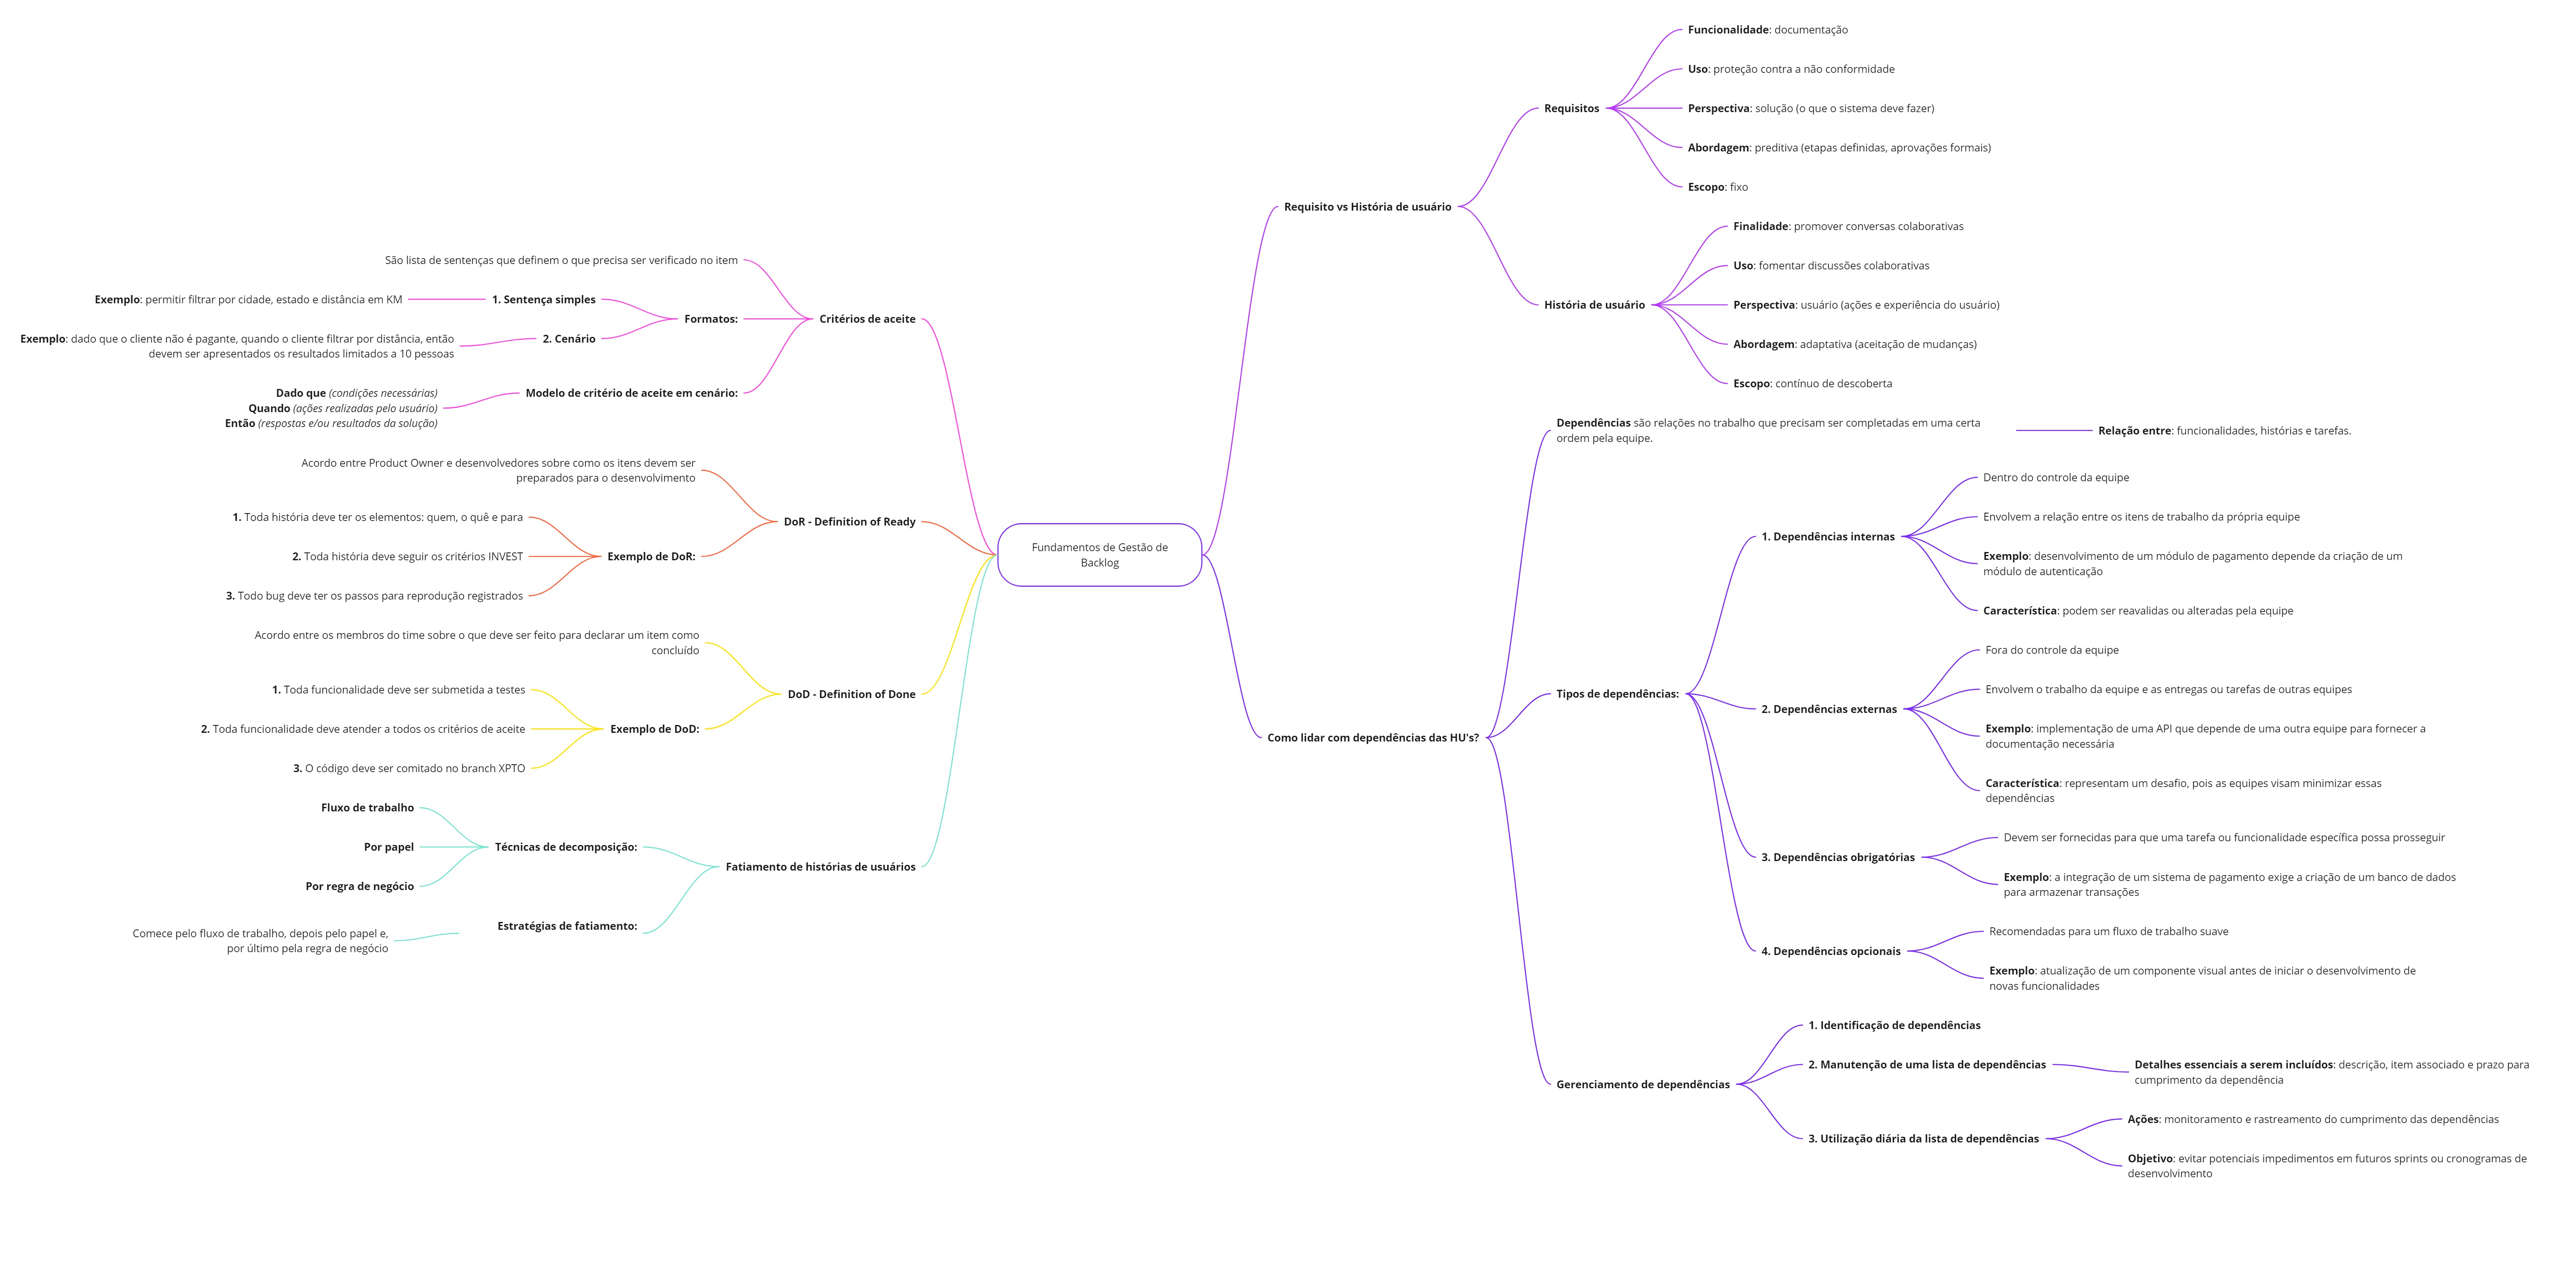 Fundamentos de Gestão de
Backlog
Requisito vs História de usuário
Requisitos
Funcionalidade: documentação
Uso: proteção contra a não conformidade
Perspectiva: solução (o que o sistema deve fazer)
Abordagem: preditiva (etapas definidas, aprovações formais)
Escopo: fixo
História de usuário
Finalidade: promover conversas colaborativas
Uso: fomentar discussões colaborativas
Perspectiva: usuário (ações e experiência do usuário)
Abordagem: adaptativa (aceitação de mudanças)
Escopo: contínuo de descoberta
Como lidar com dependências das HU's?
Dependências são relações no trabalho que precisam ser completadas em uma certa
ordem pela equipe.
Relação entre: funcionalidades, histórias e tarefas.
Tipos de dependências:
1. Dependências internas
Dentro do controle da equipe
Envolvem a relação entre os itens de trabalho da própria equipe
Exemplo: desenvolvimento de um módulo de pagamento depende da criação de um
módulo de autenticação
Característica: podem ser reavalidas ou alteradas pela equipe
2. Dependências externas
Fora do controle da equipe
Envolvem o trabalho da equipe e as entregas ou tarefas de outras equipes
Exemplo: implementação de uma API que depende de uma outra equipe para fornecer a
documentação necessária
Característica: representam um desafio, pois as equipes visam minimizar essas
dependências
3. Dependências obrigatórias
Devem ser fornecidas para que uma tarefa ou funcionalidade específica possa prosseguir
Exemplo: a integração de um sistema de pagamento exige a criação de um banco de dados
para armazenar transações
4. Dependências opcionais
Recomendadas para um fluxo de trabalho suave
Exemplo: atualização de um componente visual antes de iniciar o desenvolvimento de
novas funcionalidades
Gerenciamento de dependências
1. Identificação de dependências
2. Manutenção de uma lista de dependências
Detalhes essenciais a serem incluídos: descrição, item associado e prazo para
cumprimento da dependência
3. Utilização diária da lista de dependências
Ações: monitoramento e rastreamento do cumprimento das dependências
Objetivo: evitar potenciais impedimentos em futuros sprints ou cronogramas de
desenvolvimento
Critérios de aceite
São lista de sentenças que definem o que precisa ser verificado no item
Formatos:
1. Sentença simples
Exemplo: permitir filtrar por cidade, estado e distância em KM
2. Cenário
Exemplo: dado que o cliente não é pagante, quando o cliente filtrar por distância, então
devem ser apresentados os resultados limitados a 10 pessoas
Modelo de critério de aceite em cenário:
Dado que (condições necessárias)
Quando (ações realizadas pelo usuário)
Então (respostas e/ou resultados da solução)
DoR - Definition of Ready
Acordo entre Product Owner e desenvolvedores sobre como os itens devem ser
preparados para o desenvolvimento
Exemplo de DoR:
1. Toda história deve ter os elementos: quem, o quê e para
2. Toda história deve seguir os critérios INVEST
3. Todo bug deve ter os passos para reprodução registrados
DoD - Definition of Done
Acordo entre os membros do time sobre o que deve ser feito para declarar um item como
concluído
Exemplo de DoD:
1. Toda funcionalidade deve ser submetida a testes
2. Toda funcionalidade deve atender a todos os critérios de aceite
3. O código deve ser comitado no branch XPTO
Fatiamento de histórias de usuários
Técnicas de decomposição:
Fluxo de trabalho
Por papel
Por regra de negócio
Estratégias de fatiamento:
Comece pelo fluxo de trabalho, depois pelo papel e,
por último pela regra de negócio